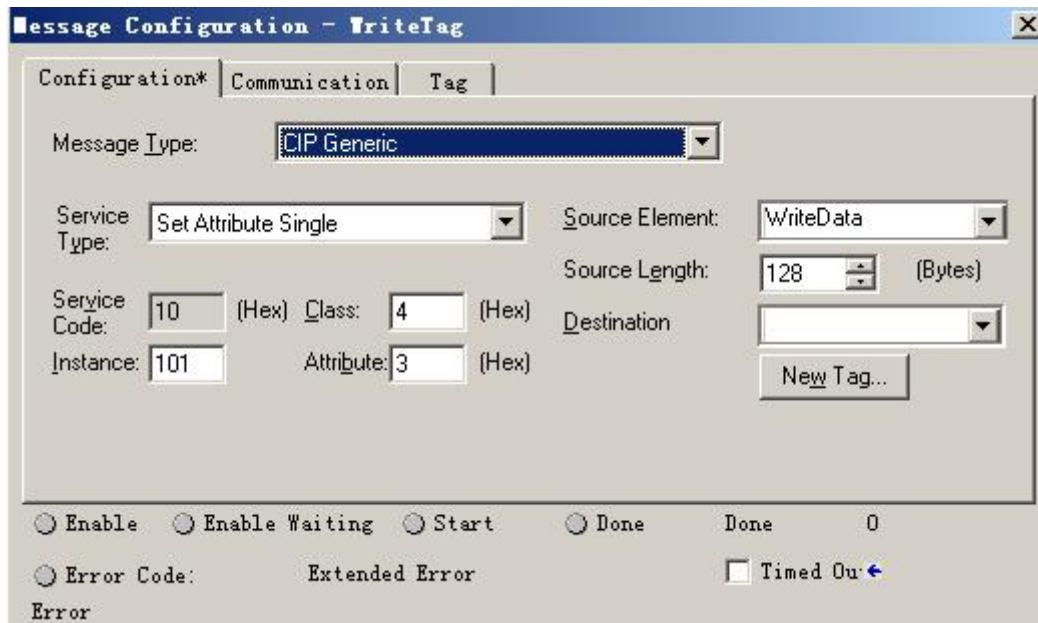 Message Configuration - WriteTag
Configuration* Communication Tag
Message Type: CIP Generic
Service Type: Set Attribute Single
Source Element: WriteData
Source Length: 128 (Bytes)
Service Code: 10 (Hex) Class: 4 (Hex)
Destination
Instance: 101 Attribute: 3 (Hex)
New Tag...
Enable Enable Waiting Start Done Done 0
Error Code: Extended Error Timed Ou
Error